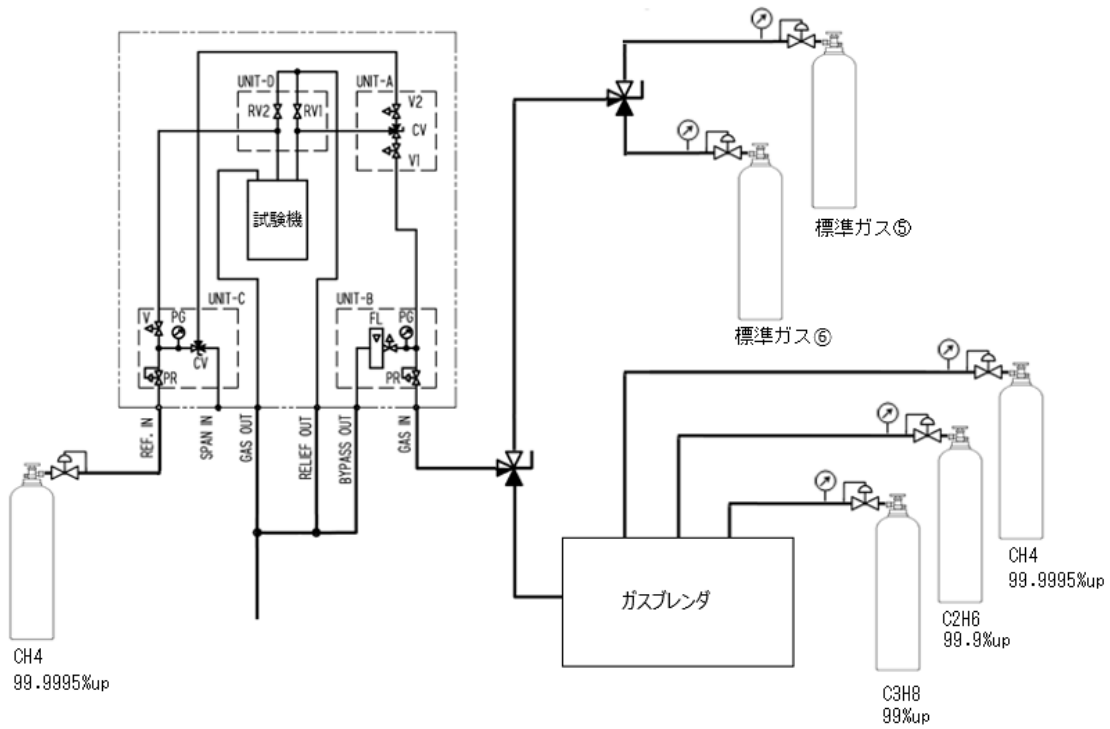 UNIT-D
UNIT-A
RV2
RV1
V2
CV
V1
試験機
標準ガス⑤
UNIT-C
UNIT-B
V
PG
FL
PG
CV
PR
PR
標準ガス⑥
REF. IN
SPAN IN
GAS OUT
RELIEF OUT
BYPASS OUT
GAS IN
ガスブレンダ
CH4
99.9995%up
C2H6
99.9%up
C3H8
99%up
CH4
99.9995%up